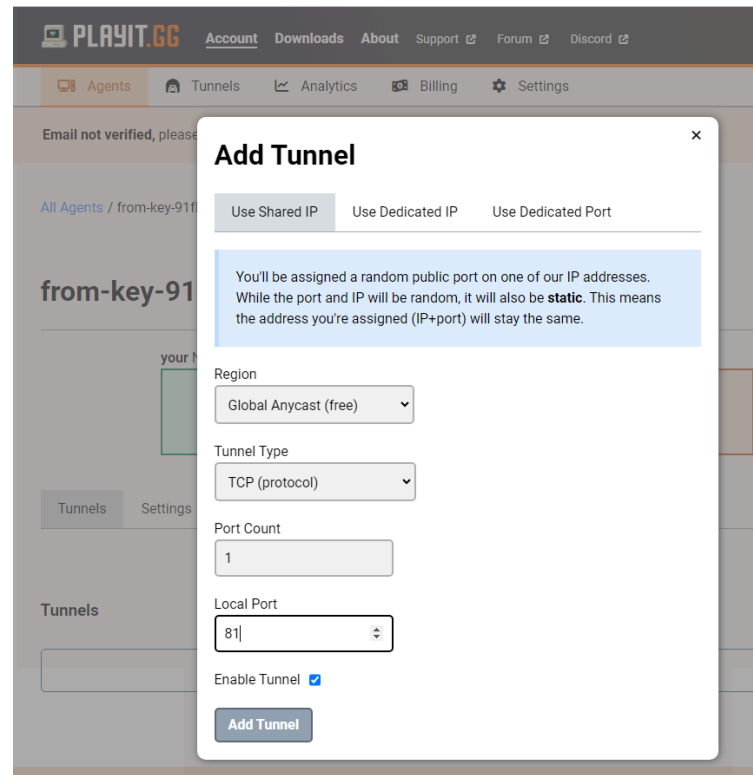 PLAYIT.GG Account Downloads About Support Forum Discord
Agents Tunnels Analytics Billing Settings
Email not verified, please
Add Tunnel
×
All Agents / from-key-91f
Use Shared IP Use Dedicated IP Use Dedicated Port
You'll be assigned a random public port on one of our IP addresses.
While the port and IP will be random, it will also be static. This means
the address you're assigned (IP+port) will stay the same.
from-key-91
your
Region
Global Anycast (free)
Tunnel Type
TCP (protocol)
Tunnels Settings
Port Count
1
Tunnels
Local Port
81
Enable Tunnel
Add Tunnel